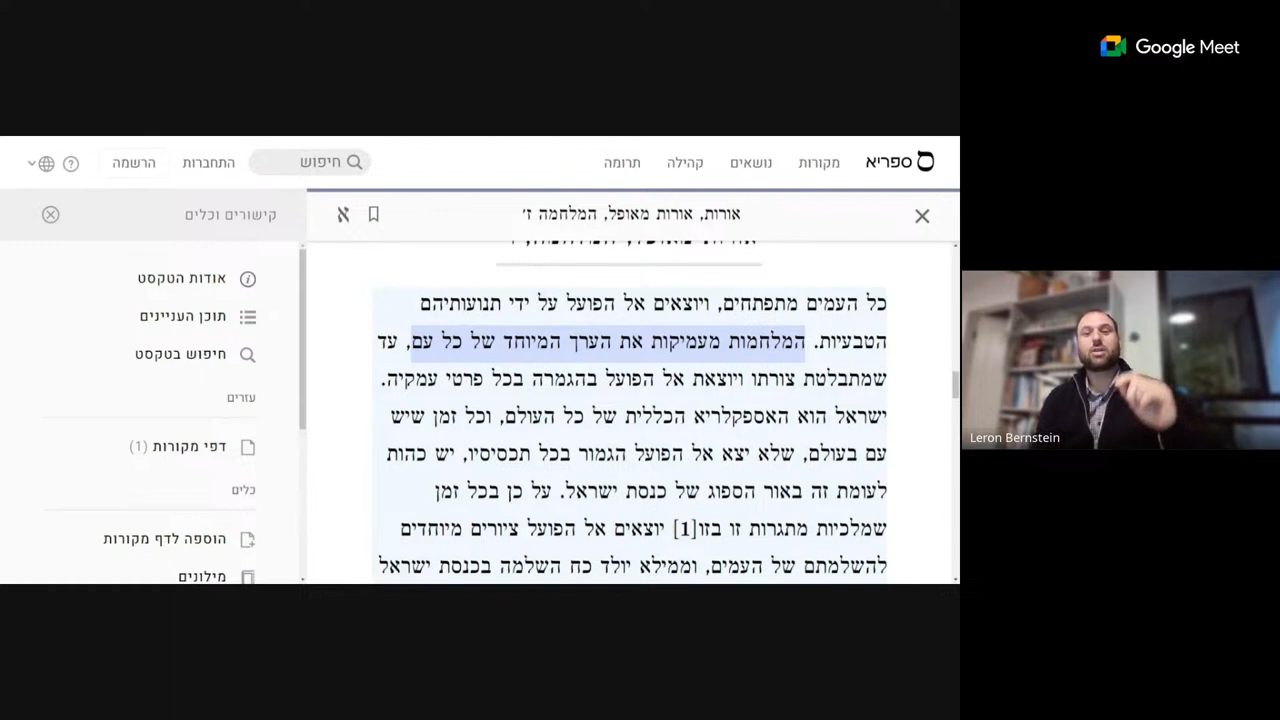 Google Meet
ספריא
מקורות
נושאים
קהילה
תרומה
חיפוש
התחברות
הרשמה
אורות, אורות מאופל, המלחמה ז׳
קישורים וכלים
כל העמים מתפתחים, ויוצאים אל הפועל על ידי תנועותיהם
הטבעיות. המלחמות מעמיקות את הערך המיוחד של כל עם, עד
שמתבלטת צורתו ויוצאת אל הפועל בהגמרה בכל פרטי עמקיה.
ישראל הוא האספקלריא הכללית של כל העולם, וכל זמן שיש
עם בעולם, שלא יצא אל הפועל הגמור בכל תכסיסיו, יש כהות
לעומת זה באור הספוג של כנסת ישראל. על כן בכל זמן
שמלכיות מתגרות זו בזו[1] יוצאים אל הפועל ציורים מיוחדים
להשלמתם של העמים, וממילא יולד כח השלמה בכנסת ישראל
אודות הטקסט
תוכן העניינים
חיפוש בטקסט
עזרים
דפי מקורות (1)
כלים
הוספה לדף מקורות
מילונים
Leron Bernstein